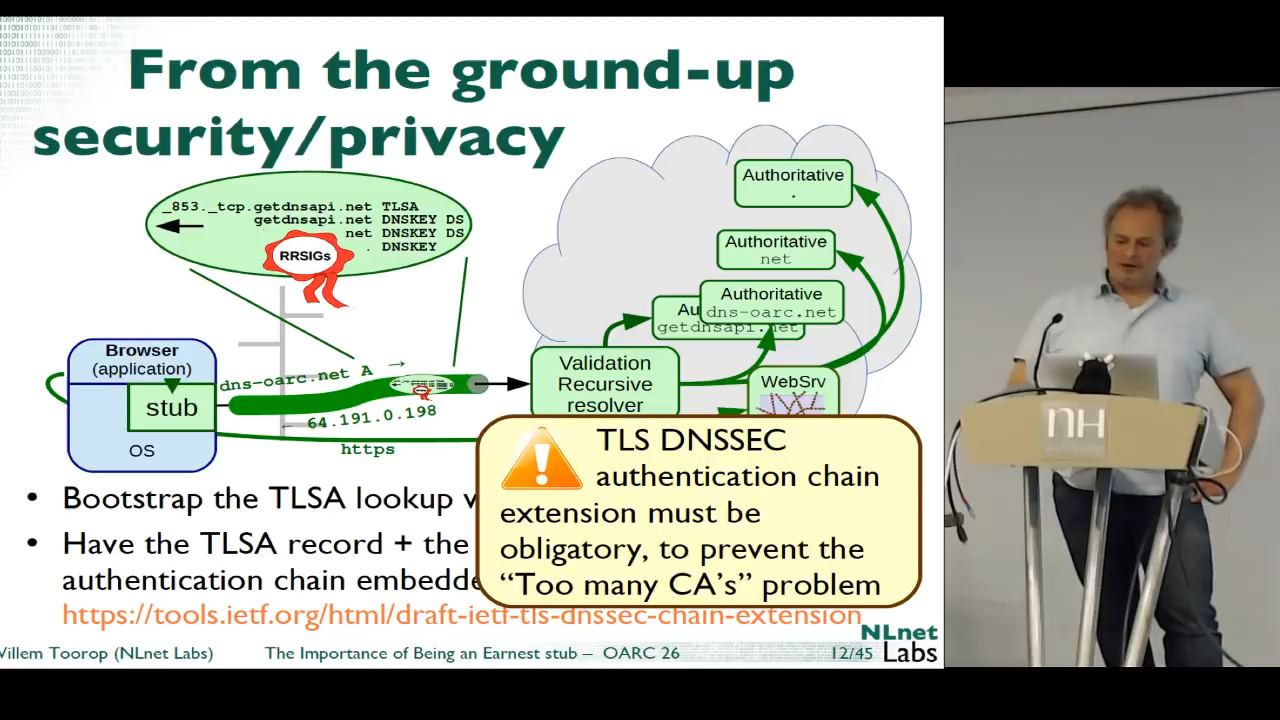 From the ground-up
security/privacy
_853._tcp.getdnsapi.net TLSA
getdnsapi.net DNSKEY DS
net DNSKEY DS
. DNSKEY
RRSIGs
Authoritative
.
Authoritative
net
Authoritative
dns-oarc.net
Au
getdnsapi.net
Browser
(application)
stub
OS
dns-oarc.net A →
← 64.191.0.198
https
Validation
Recursive
resolver
WebSrv
TLS DNSSEC
authentication chain
extension must be
obligatory, to prevent the
“Too many CA’s” problem
• Bootstrap the TLSA lookup
• Have the TLSA record + the
authentication chain embedde
https://tools.ietf.org/html/draft-ietf-tls-dnssec-chain-extension
Villem Toorop (NLnet Labs)
The Importance of Being an Earnest stub – OARC 26
12/45
NLnet
Labs
NH